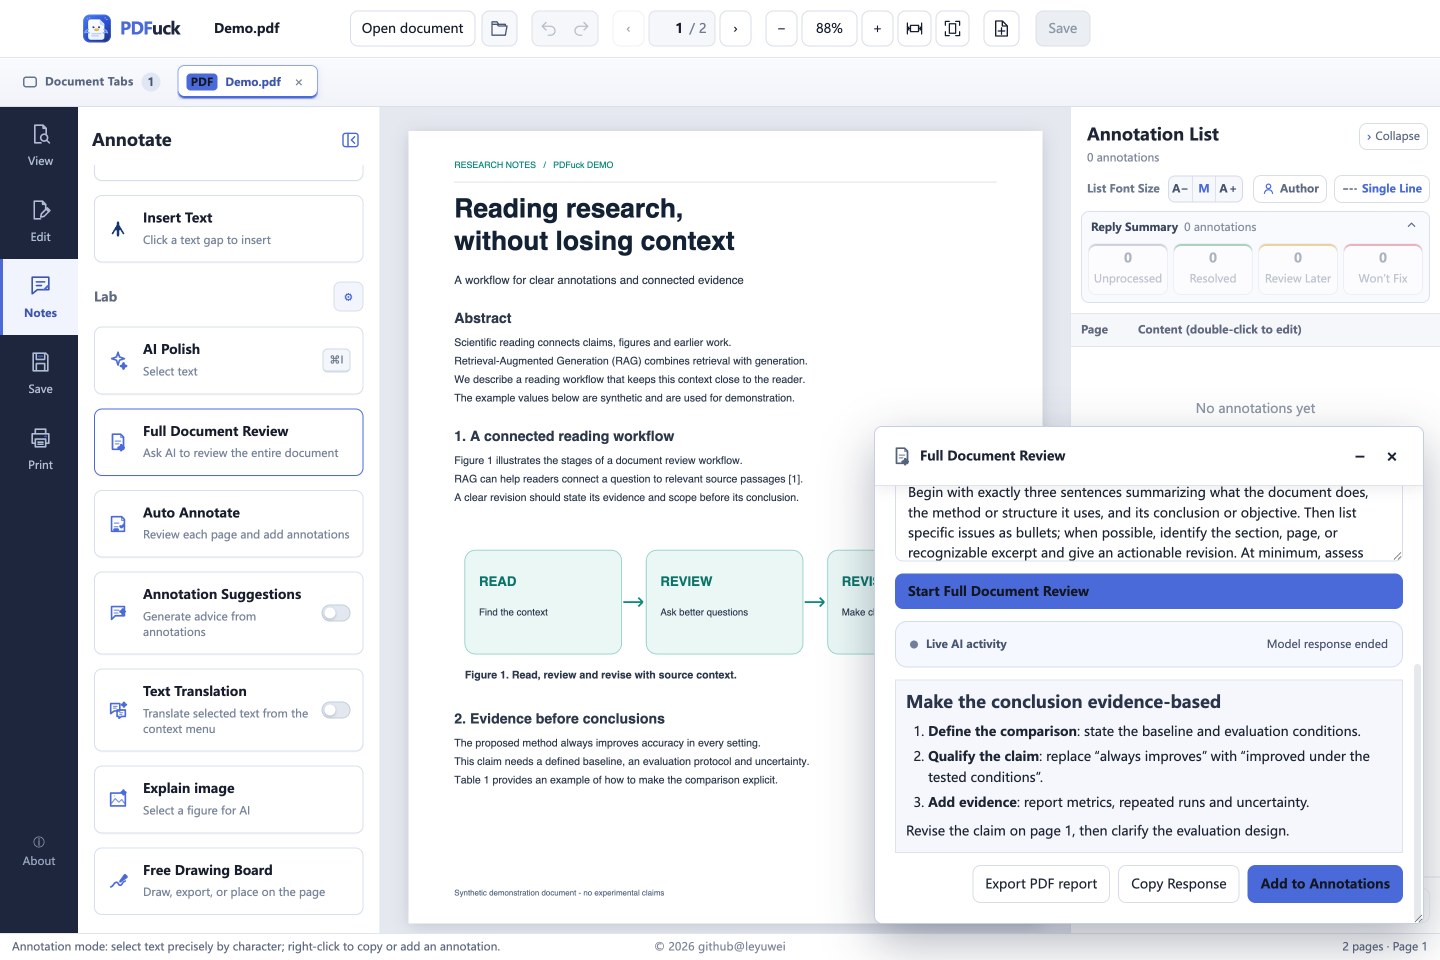 PDFuck
Demo.pdf
Open document
1 / 2
88%
Save
Document Tabs 1
PDF Demo.pdf ×
View
Edit
Notes
Save
Print
About
Annotate
Insert Text
Click a text gap to insert
Lab
AI Polish
Select text
⌘I
Full Document Review
Ask AI to review the entire document
Auto Annotate
Review each page and add annotations
Annotation Suggestions
Generate advice from
annotations
Text Translation
Translate selected text from the
context menu
Explain image
Select a figure for AI
Free Drawing Board
Draw, export, or place on the page
RESEARCH NOTES / PDFuck DEMO
Reading research,
without losing context
A workflow for clear annotations and connected evidence
Abstract
Scientific reading connects claims, figures and earlier work.
Retrieval-Augmented Generation (RAG) combines retrieval with generation.
We describe a reading workflow that keeps this context close to the reader.
The example values below are synthetic and are used for demonstration.
1. A connected reading workflow
Figure 1 illustrates the stages of a document review workflow.
RAG can help readers connect a question to relevant source passages [1].
A clear revision should state its evidence and scope before its conclusion.
READ
Find the context
REVIEW
Ask better questions
Figure 1. Read, review and revise with source context.
2. Evidence before conclusions
The proposed method always improves accuracy in every setting.
This claim needs a defined baseline, an evaluation protocol and uncertainty.
Table 1 provides an example of how to make the comparison explicit.
Synthetic demonstration document - no experimental claims
Annotation List
› Collapse
0 annotations
List Font Size A− M A+ Author Single Line
Reply Summary 0 annotations
0 Unprocessed
0 Resolved
0 Review Later
0 Won't Fix
Page Content (double-click to edit)
No annotations yet
Full Document Review
Begin with exactly three sentences summarizing what the document does,
the method or structure it uses, and its conclusion or objective. Then list
specific issues as bullets; when possible, identify the section, page, or
recognizable excerpt and give an actionable revision. At minimum, assess
Start Full Document Review
Live AI activity Model response ended
Make the conclusion evidence-based
1. Define the comparison: state the baseline and evaluation conditions.
2. Qualify the claim: replace “always improves” with “improved under the
tested conditions”.
3. Add evidence: report metrics, repeated runs and uncertainty.
Revise the claim on page 1, then clarify the evaluation design.
Export PDF report
Copy Response
Add to Annotations
Annotation mode: select text precisely by character; right-click to copy or add an annotation.
© 2026 github@leyuwei
2 pages · Page 1